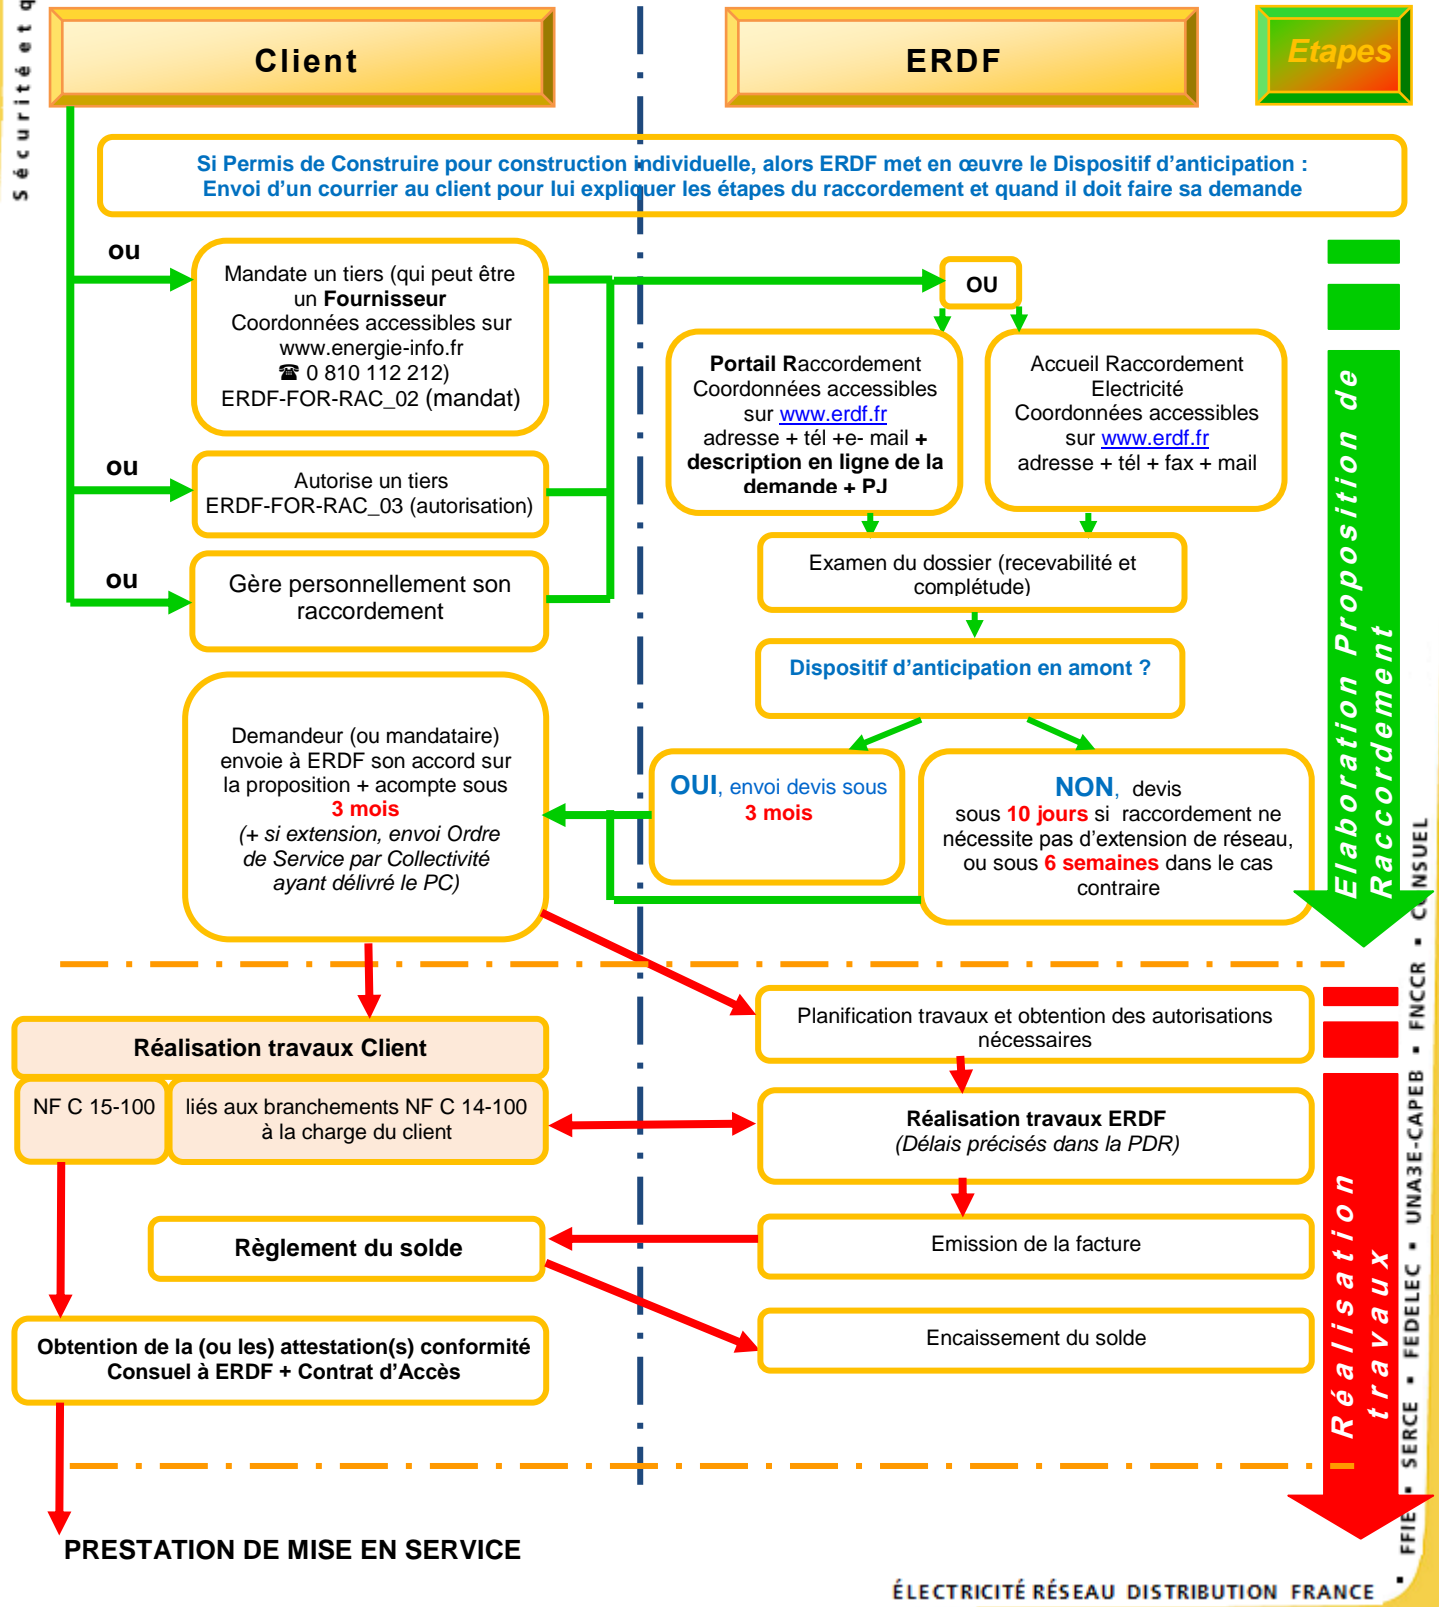 Sécurité et q
Client
ERDF
Etapes
Si Permis de Construire pour construction individuelle, alors ERDF met en œuvre le Dispositif d’anticipation :
Envoi d’un courrier au client pour lui expliquer les étapes du raccordement et quand il doit faire sa demande
ou
Mandate un tiers (qui peut être
un Fournisseur
Coordonnées accessibles sur
www.energie-info.fr
☎ 0 810 112 212)
ERDF-FOR-RAC_02 (mandat)
ou
Autorise un tiers
ERDF-FOR-RAC_03 (autorisation)
ou
Gère personnellement son
raccordement
OU
Portail Raccordement
Coordonnées accessibles
sur www.erdf.fr
adresse + tél +e- mail +
description en ligne de la
demande + PJ
Accueil Raccordement
Electricité
Coordonnées accessibles
sur www.erdf.fr
adresse + tél + fax + mail
Examen du dossier (recevabilité et
complétude)
Dispositif d’anticipation en amont ?
OUI, envoi devis sous
3 mois
NON, devis
sous 10 jours si raccordement ne
nécessite pas d’extension de réseau,
ou sous 6 semaines dans le cas
contraire
Demandeur (ou mandataire)
envoie à ERDF son accord sur
la proposition + acompte sous
3 mois
(+ si extension, envoi Ordre
de Service par Collectivité
ayant délivré le PC)
Elaboration Proposition de
Raccordement
Réalisation travaux Client
NF C 15-100
liés aux branchements NF C 14-100
à la charge du client
Planification travaux et obtention des autorisations
nécessaires
Réalisation travaux ERDF
(Délais précisés dans la PDR)
Emission de la facture
Règlement du solde
Encaissement du solde
Obtention de la (ou les) attestation(s) conformité
Consuel à ERDF + Contrat d’Accès
Réalisation
travaux
PRESTATION DE MISE EN SERVICE
FFIE ▪ SERCE ▪ FEDELEC ▪ UNA3E-CAPEB ▪ FNCCR ▪ CONSUEL
ÉLECTRICITÉ RÉSEAU DISTRIBUTION FRANCE